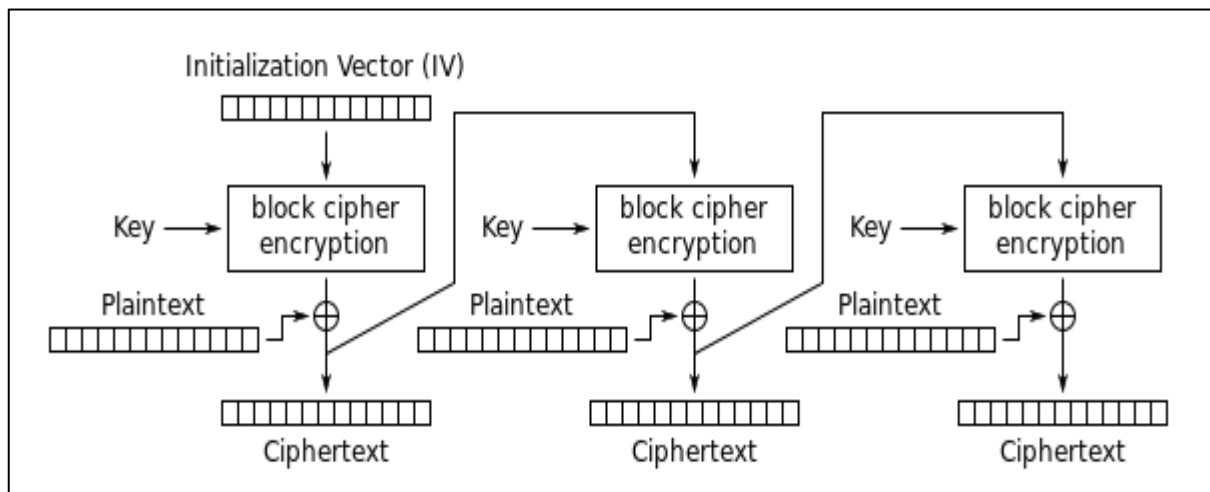 Initialization Vector (IV)
Key
block cipher
encryption
Plaintext
Ciphertext
Key
block cipher
encryption
Plaintext
Ciphertext
Key
block cipher
encryption
Plaintext
Ciphertext